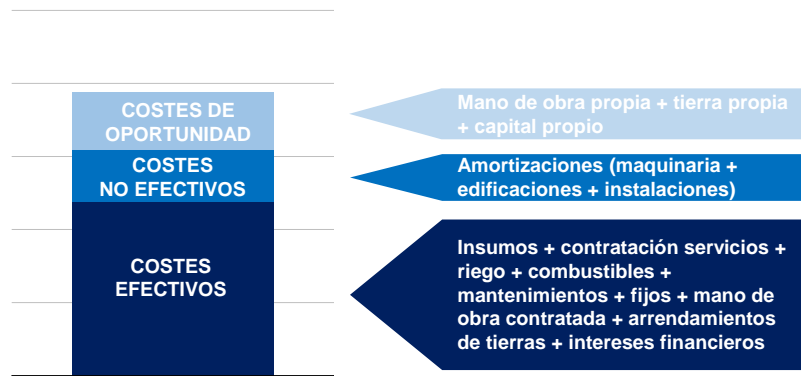 COSTES DE
OPORTUNIDAD
Mano de obra propia + tierra propia
+ capital propio
COSTES
NO EFECTIVOS
Amortizaciones (maquinaria +
edificaciones + instalaciones)
COSTES
EFECTIVOS
Insumos + contratación servicios +
riego + combustibles +
mantenimientos + fijos + mano de
obra contratada + arrendamientos
de tierras + intereses financieros